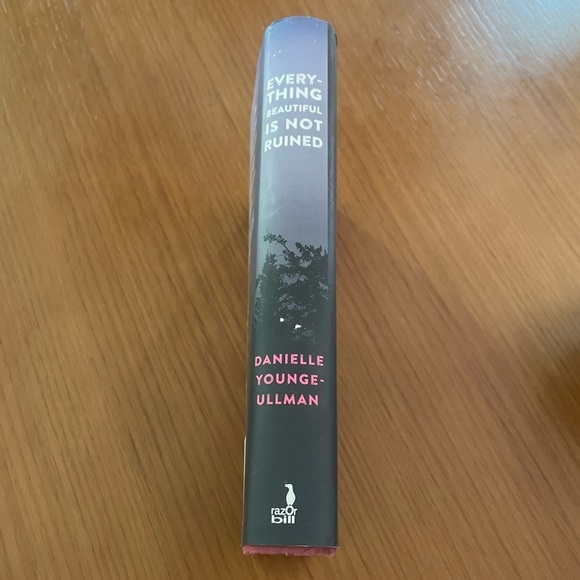 EVERY-
THING
BEAUTIFUL
IS NOT
RUINED
DANIELLE
YOUNGE-
ULLMAN
razOr
bill